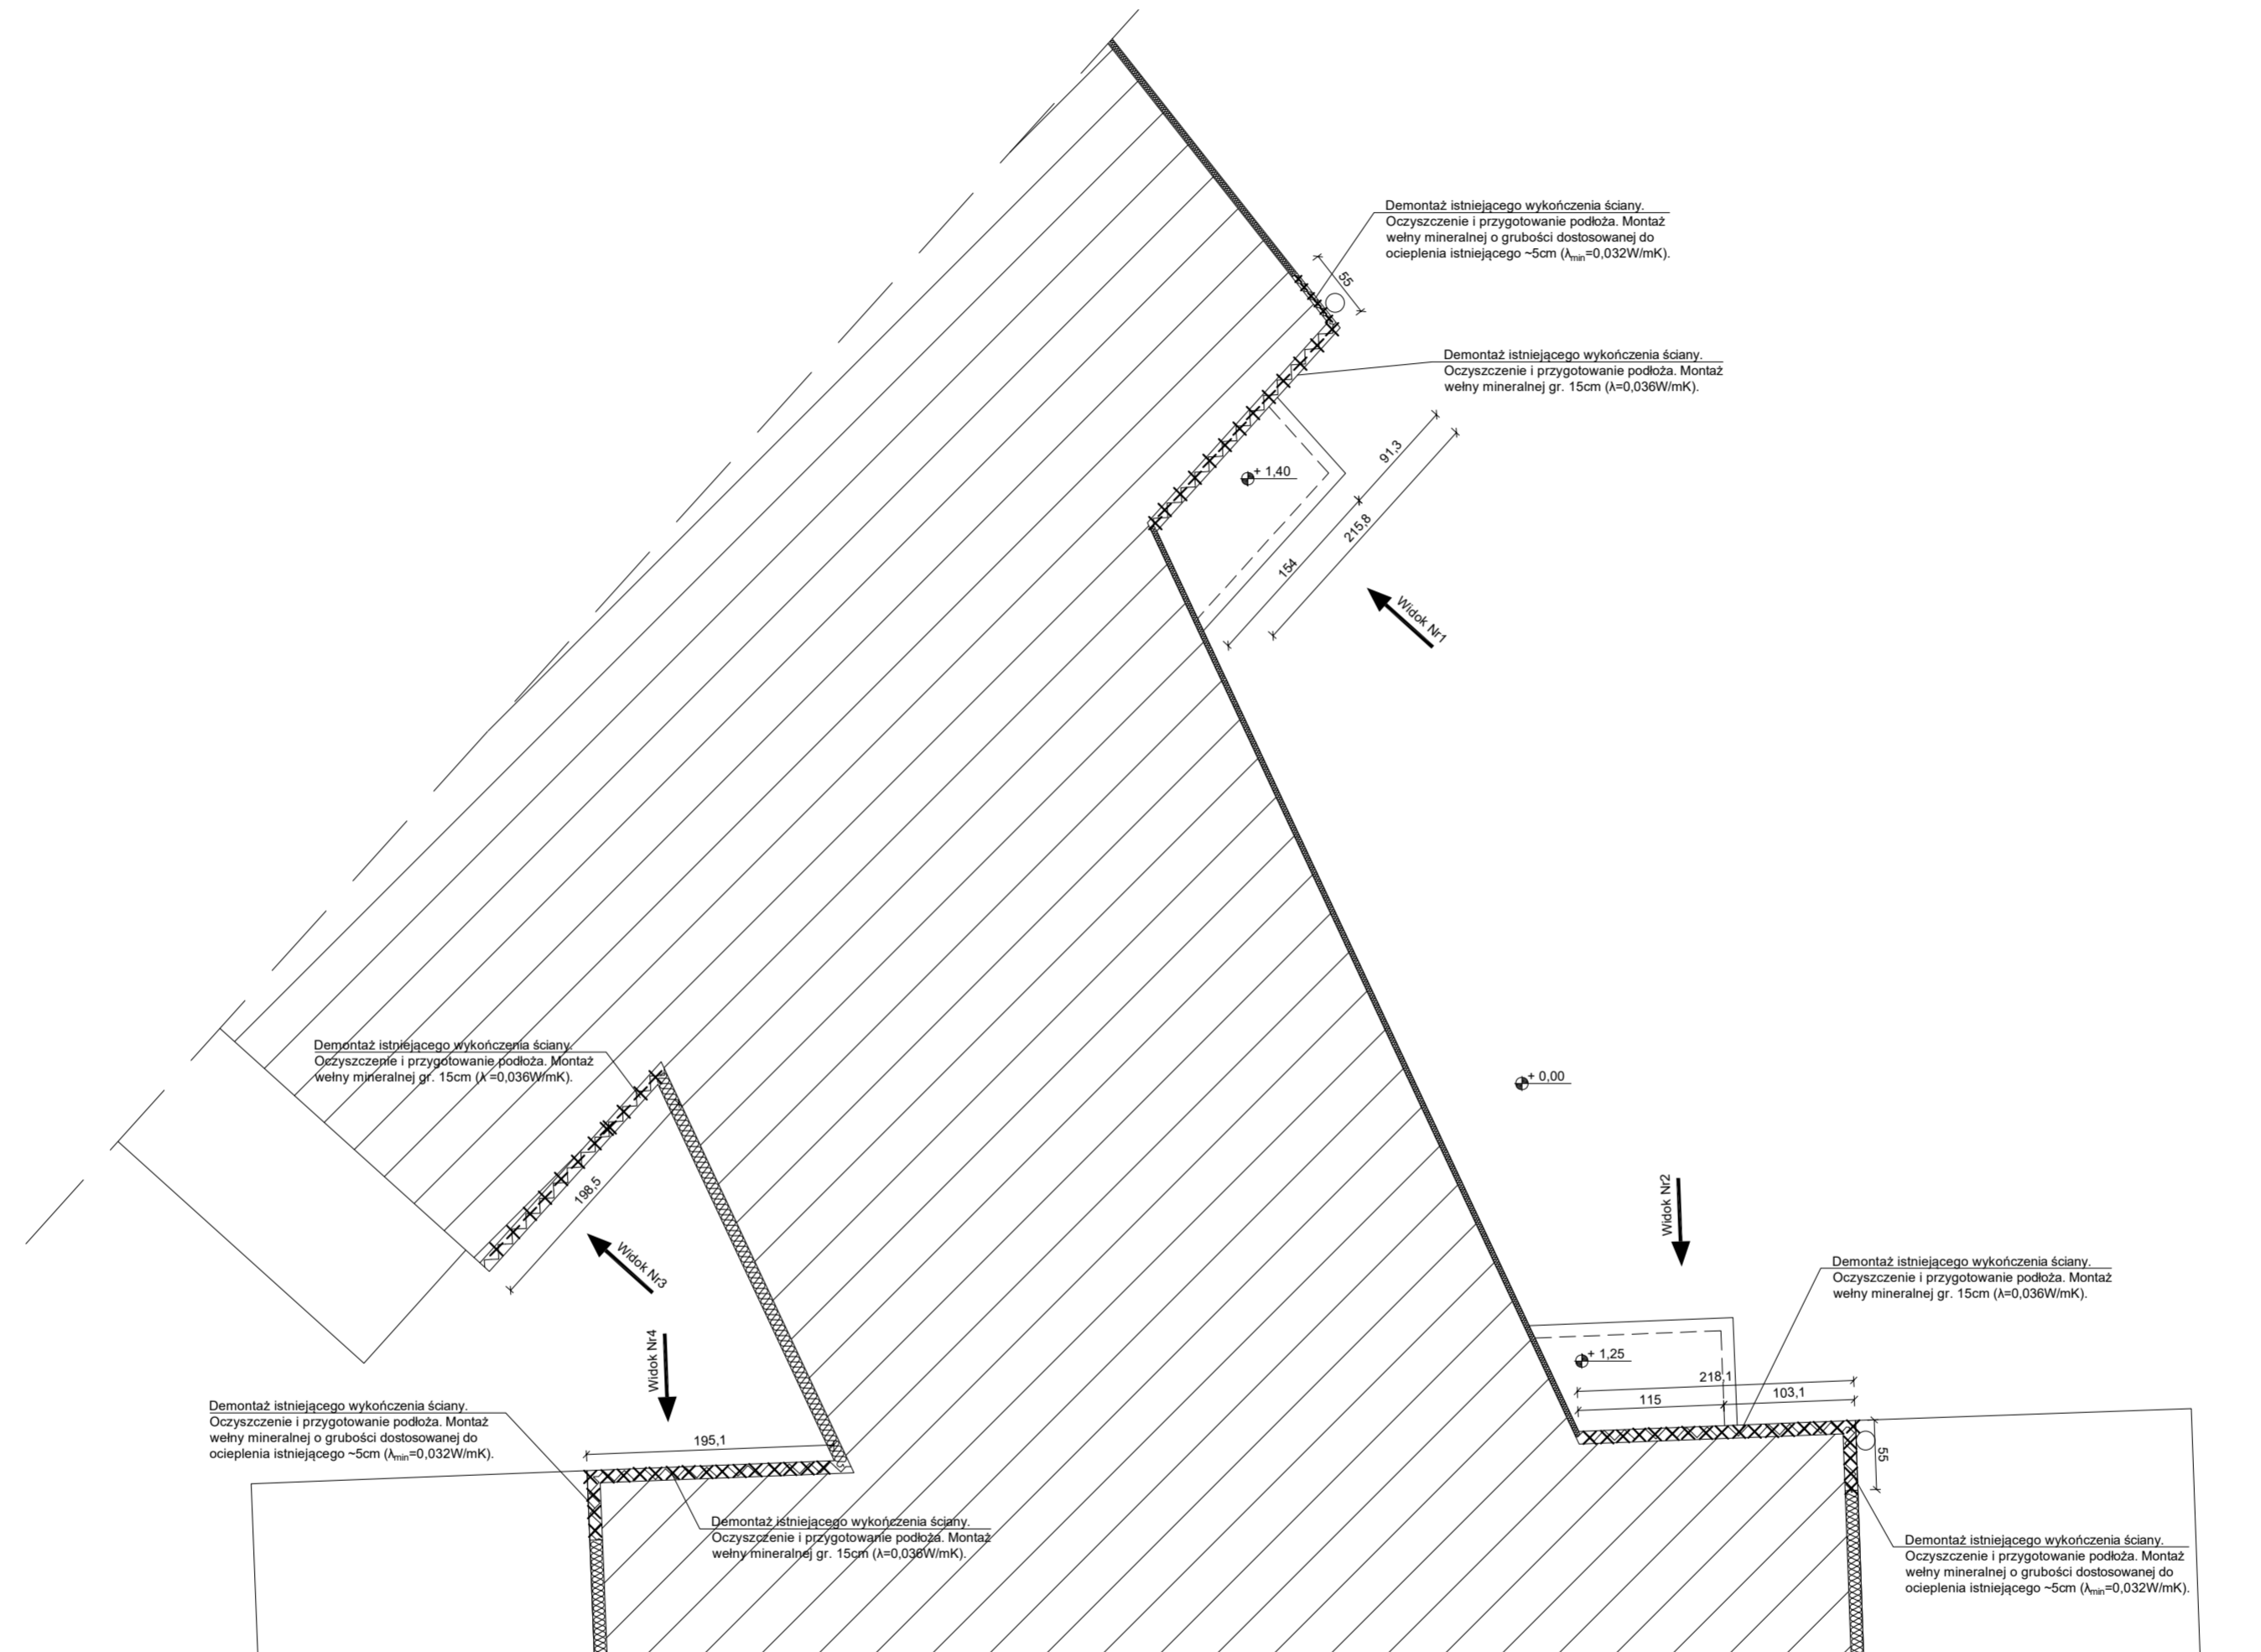 Demontaż istniejącego wykończenia ściany.
Oczyszczenie i przygotowanie podłoża. Montaż
wełny mineralnej o grubości dostosowanej do
ocieplenia istniejącego ~5cm (λmin=0,032W/mK).
55
Demontaż istniejącego wykończenia ściany.
Oczyszczenie i przygotowanie podłoża. Montaż
wełny mineralnej gr. 15cm (λ=0,036W/mK).
+ 1,40
91,3
215,8
154
Widok Nr1
Demontaż istniejącego wykończenia ściany.
Oczyszczenie i przygotowanie podłoża. Montaż
wełny mineralnej gr. 15cm (λ=0,036W/mK).
+ 0,00
198,5
Widok Nr3
Widok Nr2
Demontaż istniejącego wykończenia ściany.
Oczyszczenie i przygotowanie podłoża. Montaż
wełny mineralnej gr. 15cm (λ=0,036W/mK).
Widok Nr4
+ 1,25
218,1
115
103,1
Demontaż istniejącego wykończenia ściany.
Oczyszczenie i przygotowanie podłoża. Montaż
wełny mineralnej o grubości dostosowanej do
ocieplenia istniejącego ~5cm (λmin=0,032W/mK).
195,1
55
Demontaż istniejącego wykończenia ściany.
Oczyszczenie i przygotowanie podłoża. Montaż
wełny mineralnej gr. 15cm (λ=0,036W/mK).
Demontaż istniejącego wykończenia ściany.
Oczyszczenie i przygotowanie podłoża. Montaż
wełny mineralnej o grubości dostosowanej do
ocieplenia istniejącego ~5cm (λmin=0,032W/mK).